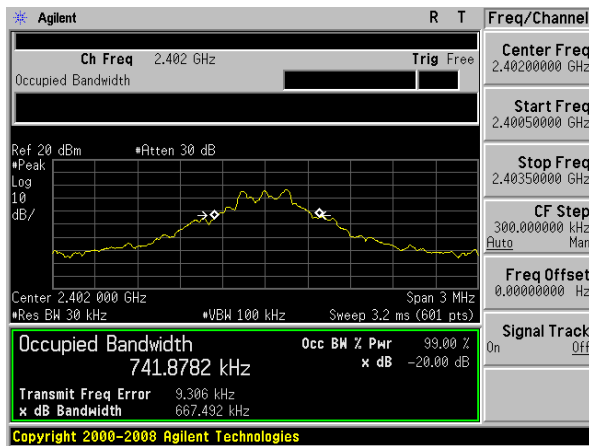 Agilent R T Freq/Channel
Ch Freq 2.402 GHz Trig Free
Occupied Bandwidth
Center Freq
2.40200000 GHz
Start Freq
2.40050000 GHz
Stop Freq
2.40350000 GHz
CF Step
300.000000 kHz
Auto Man
Freq Offset
0.00000000 Hz
Signal Track
On Off
Ref 20 dBm #Atten 30 dB
#Peak
Log
10
dB/
Center 2.402 000 GHz Span 3 MHz
#Res BW 30 kHz #VBW 100 kHz Sweep 3.2 ms (601 pts)
Occupied Bandwidth Occ BW % Pwr 99.00 %
741.8782 kHz x dB -20.00 dB
Transmit Freq Error 9.306 kHz
x dB Bandwidth 667.492 kHz
Copyright 2000-2008 Agilent Technologies